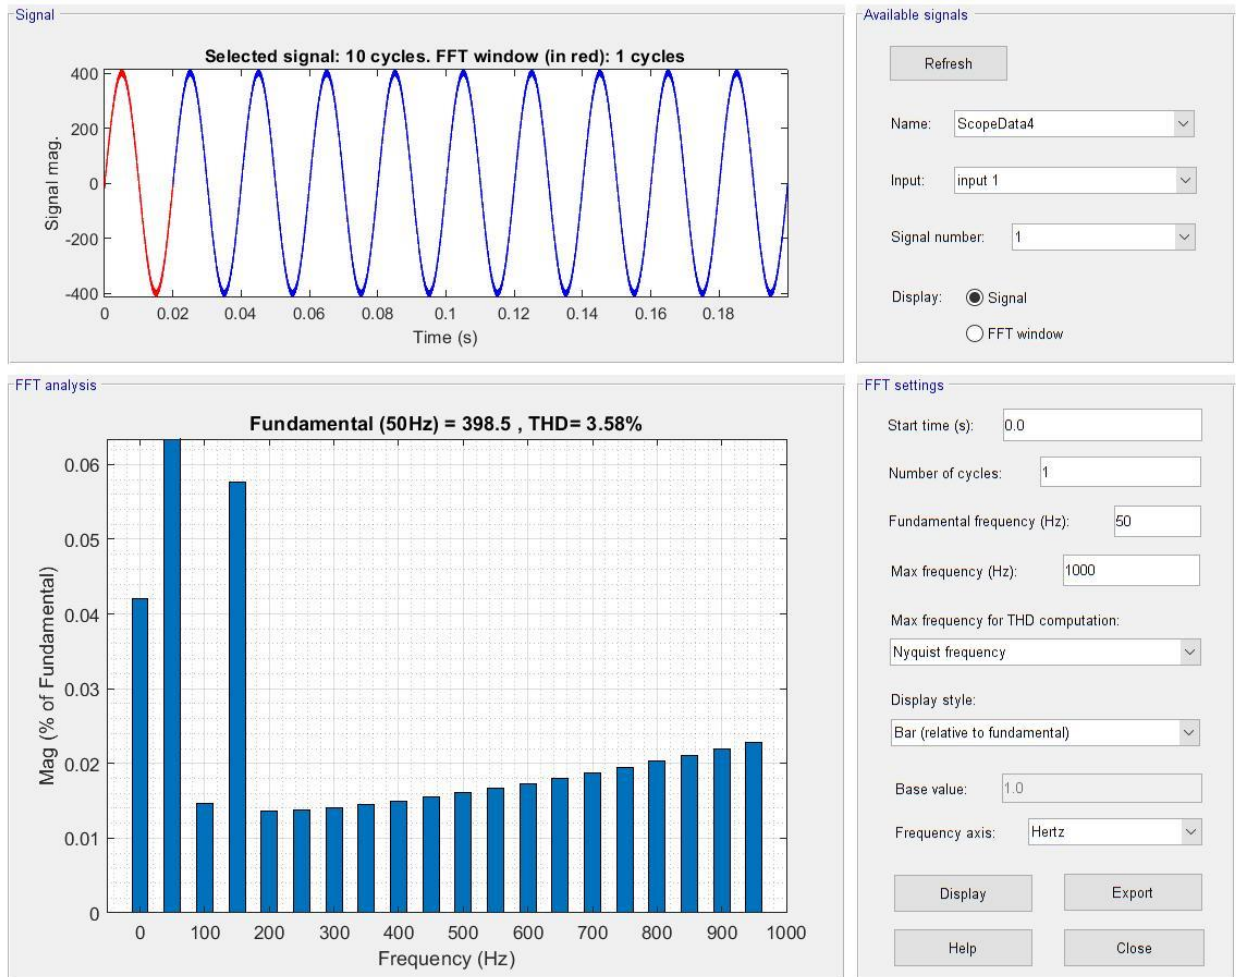 Signal
Selected signal: 10 cycles. FFT window (in red): 1 cycles
400
200
0
-200
-400
Signal mag.
0 0.02 0.04 0.06 0.08 0.1 0.12 0.14 0.16 0.18
Time (s)
Available signals
Refresh
Name: ScopeData4
Input: input 1
Signal number: 1
Display: Signal
FFT window
FFT analysis
Fundamental (50Hz) = 398.5 , THD= 3.58%
0.06
0.05
0.04
0.03
0.02
0.01
0
Mag (% of Fundamental)
0 100 200 300 400 500 600 700 800 900 1000
Frequency (Hz)
FFT settings
Start time (s): 0.0
Number of cycles: 1
Fundamental frequency (Hz): 50
Max frequency (Hz): 1000
Max frequency for THD computation:
Nyquist frequency
Display style:
Bar (relative to fundamental)
Base value: 1.0
Frequency axis: Hertz
Display Export
Help Close